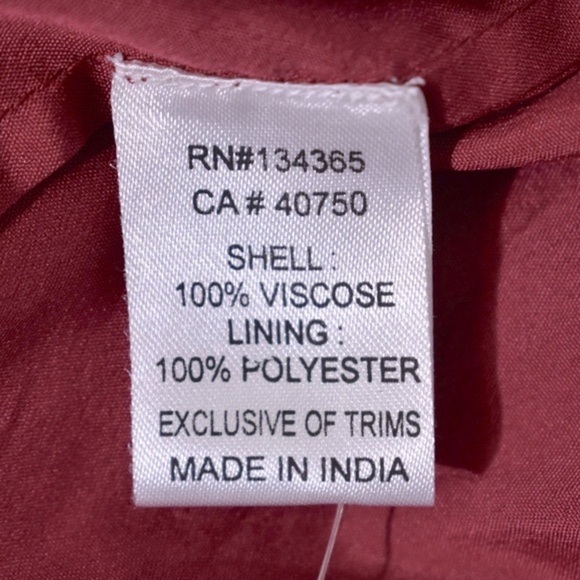 RN#134365
CA # 40750
SHELL :
100% VISCOSE
LINING :
100% POLYESTER
EXCLUSIVE OF TRIMS
MADE IN INDIA